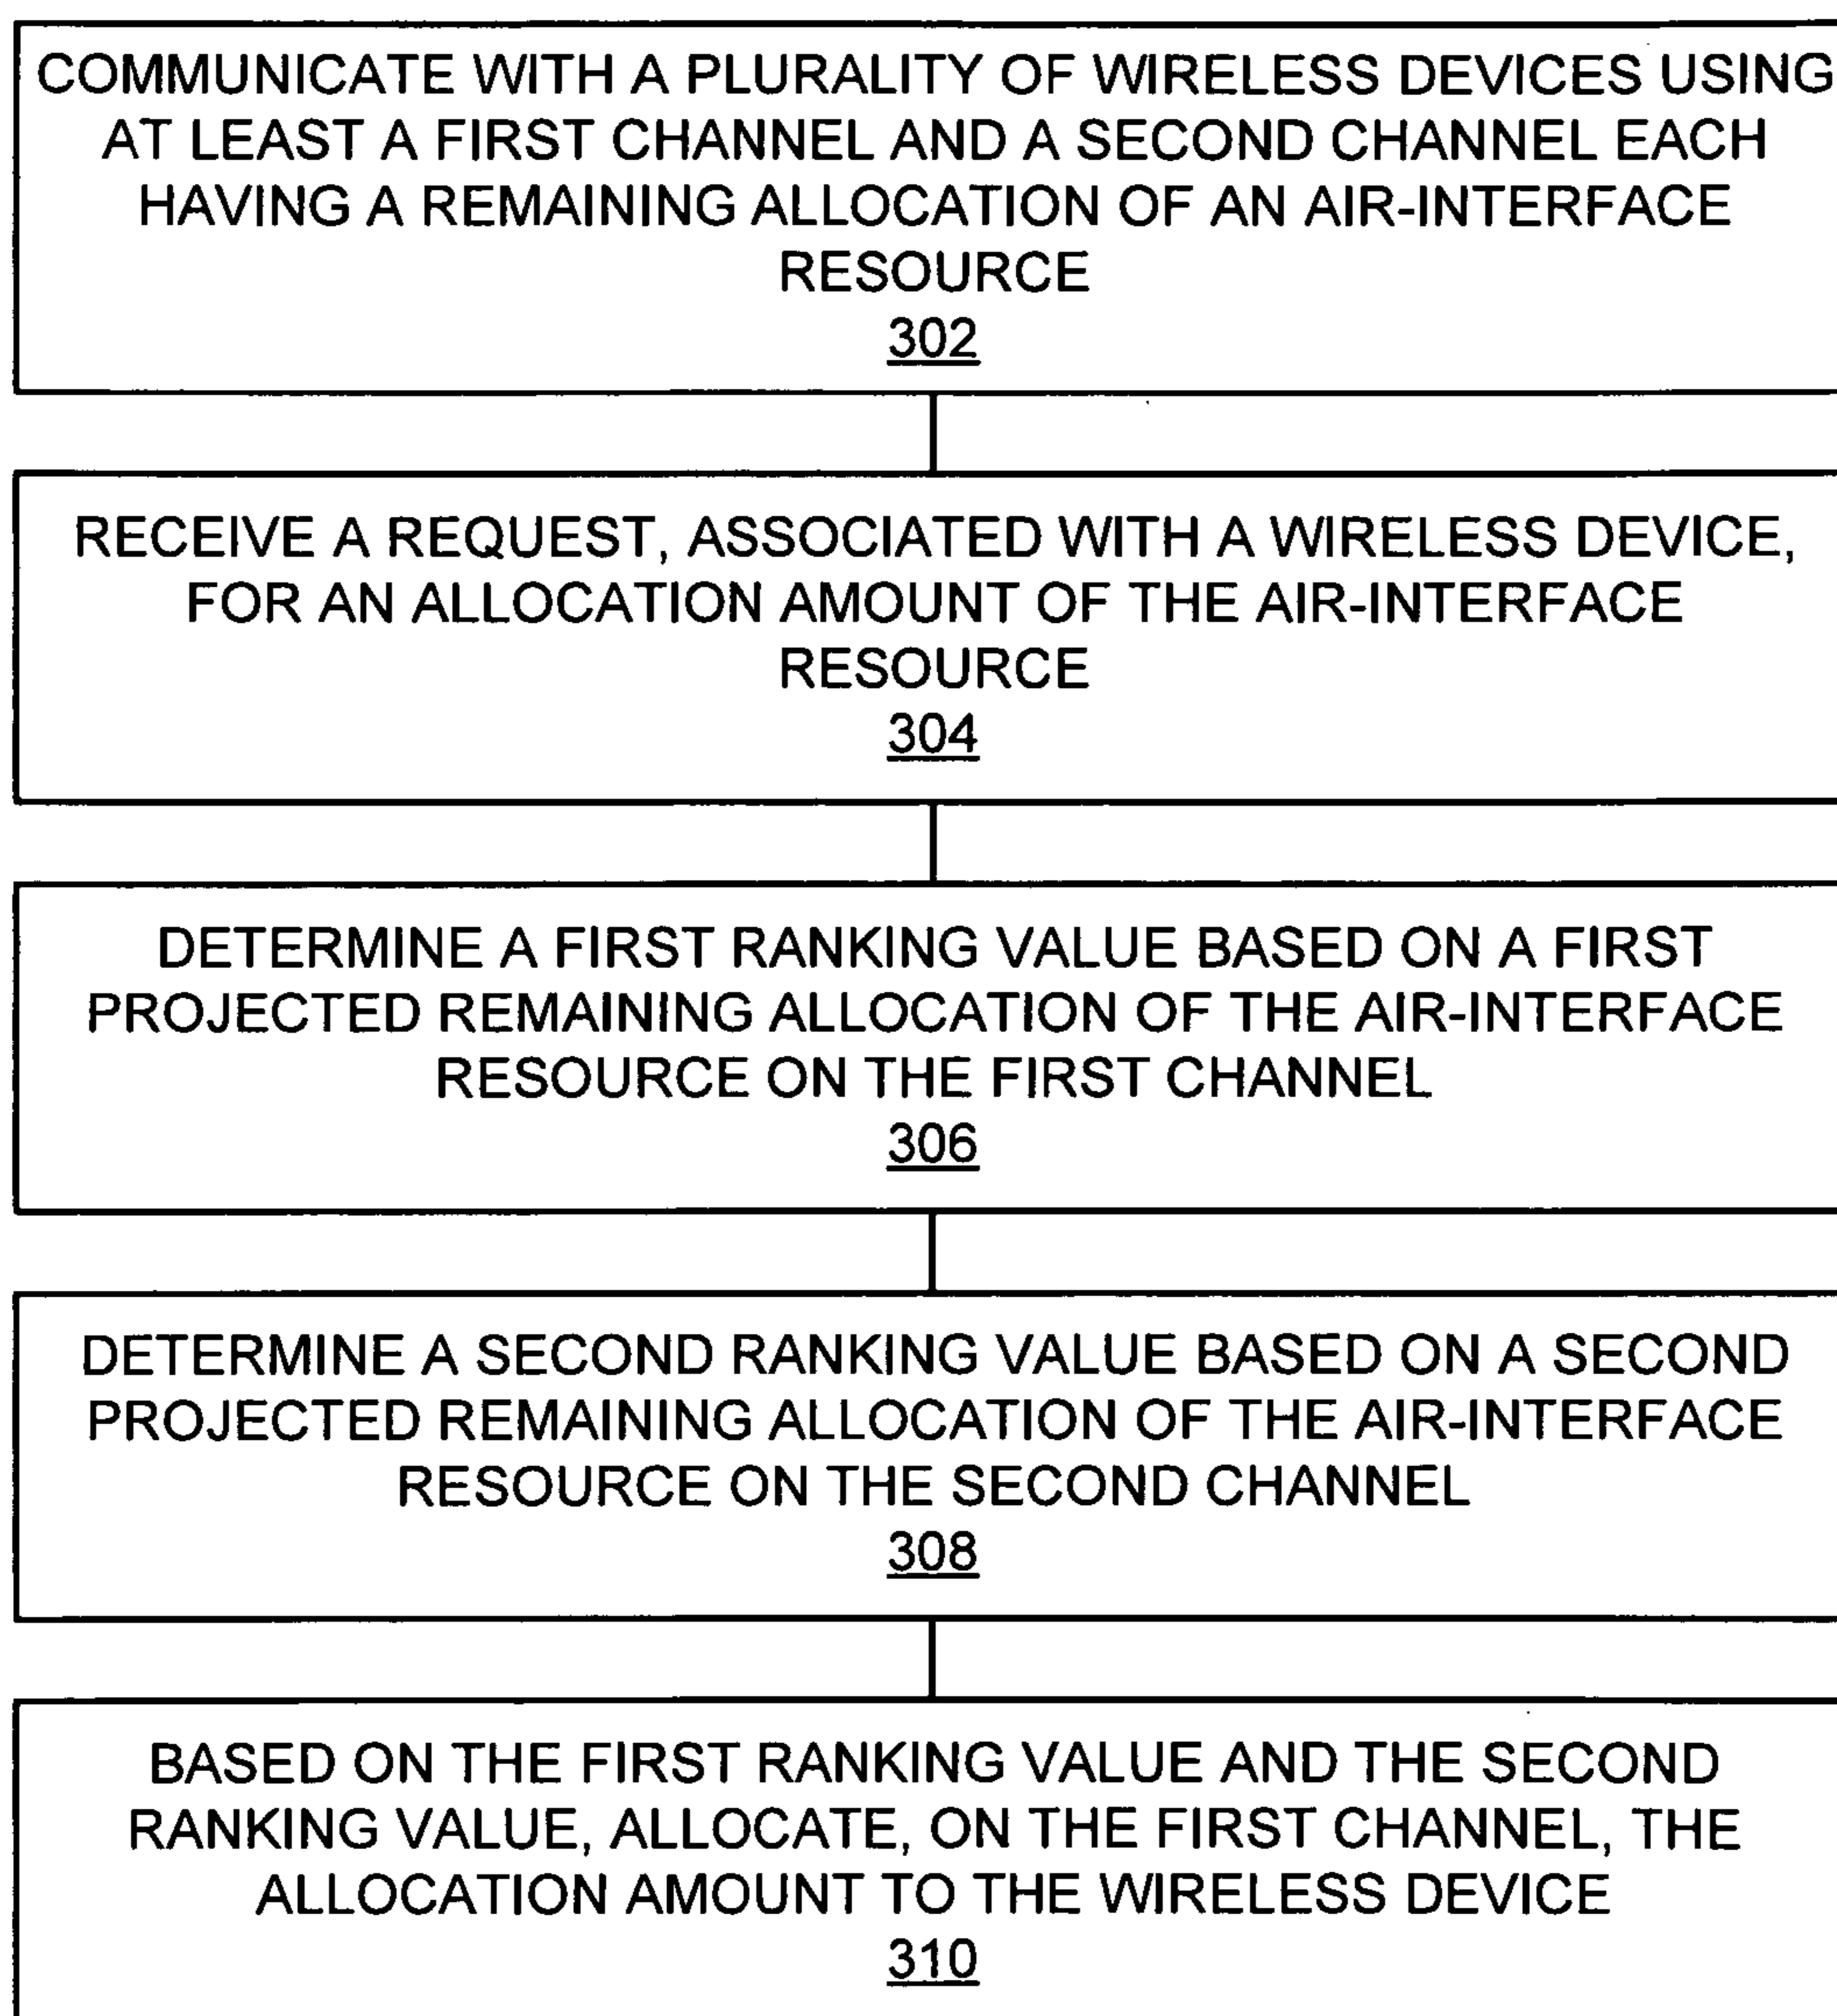 COMMUNICATE WITH A PLURALITY OF WIRELESS DEVICES USING
AT LEAST A FIRST CHANNEL AND A SECOND CHANNEL EACH
HAVING A REMAINING ALLOCATION OF AN AIR-INTERFACE
RESOURCE
302
RECEIVE A REQUEST, ASSOCIATED WITH A WIRELESS DEVICE,
FOR AN ALLOCATION AMOUNT OF THE AIR-INTERFACE
RESOURCE
304
DETERMINE A FIRST RANKING VALUE BASED ON A FIRST
PROJECTED REMAINING ALLOCATION OF THE AIR-INTERFACE
RESOURCE ON THE FIRST CHANNEL
306
DETERMINE A SECOND RANKING VALUE BASED ON A SECOND
PROJECTED REMAINING ALLOCATION OF THE AIR-INTERFACE
RESOURCE ON THE SECOND CHANNEL
308
BASED ON THE FIRST RANKING VALUE AND THE SECOND
RANKING VALUE, ALLOCATE, ON THE FIRST CHANNEL, THE
ALLOCATION AMOUNT TO THE WIRELESS DEVICE
310